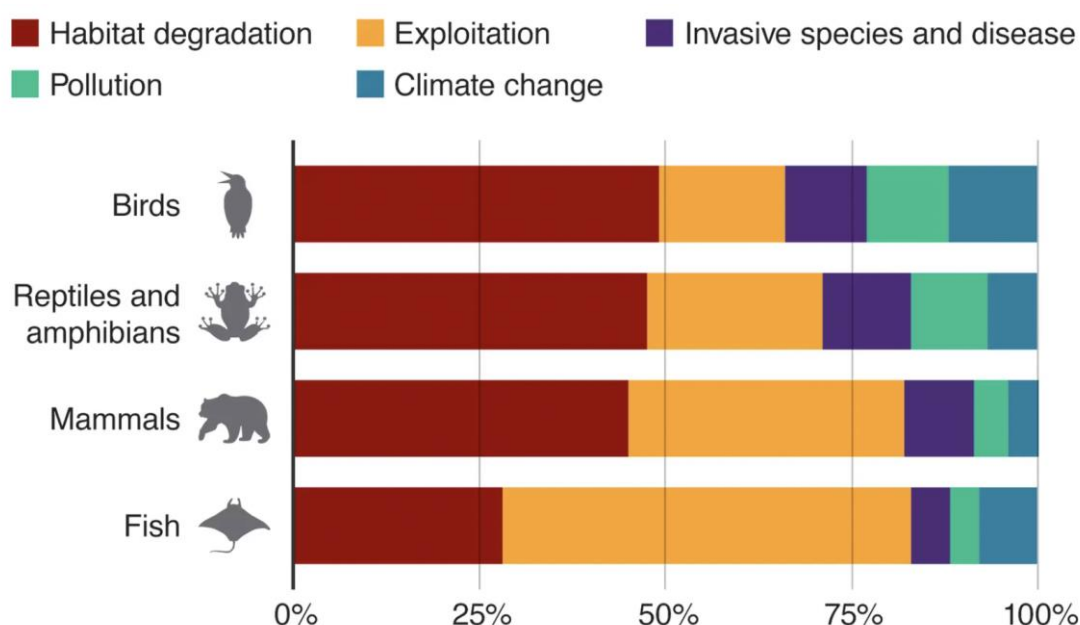 Habitat degradation
Exploitation
Invasive species and disease
Pollution
Climate change
Birds
Reptiles and
amphibians
Mammals
Fish
0% 25% 50% 75% 100%